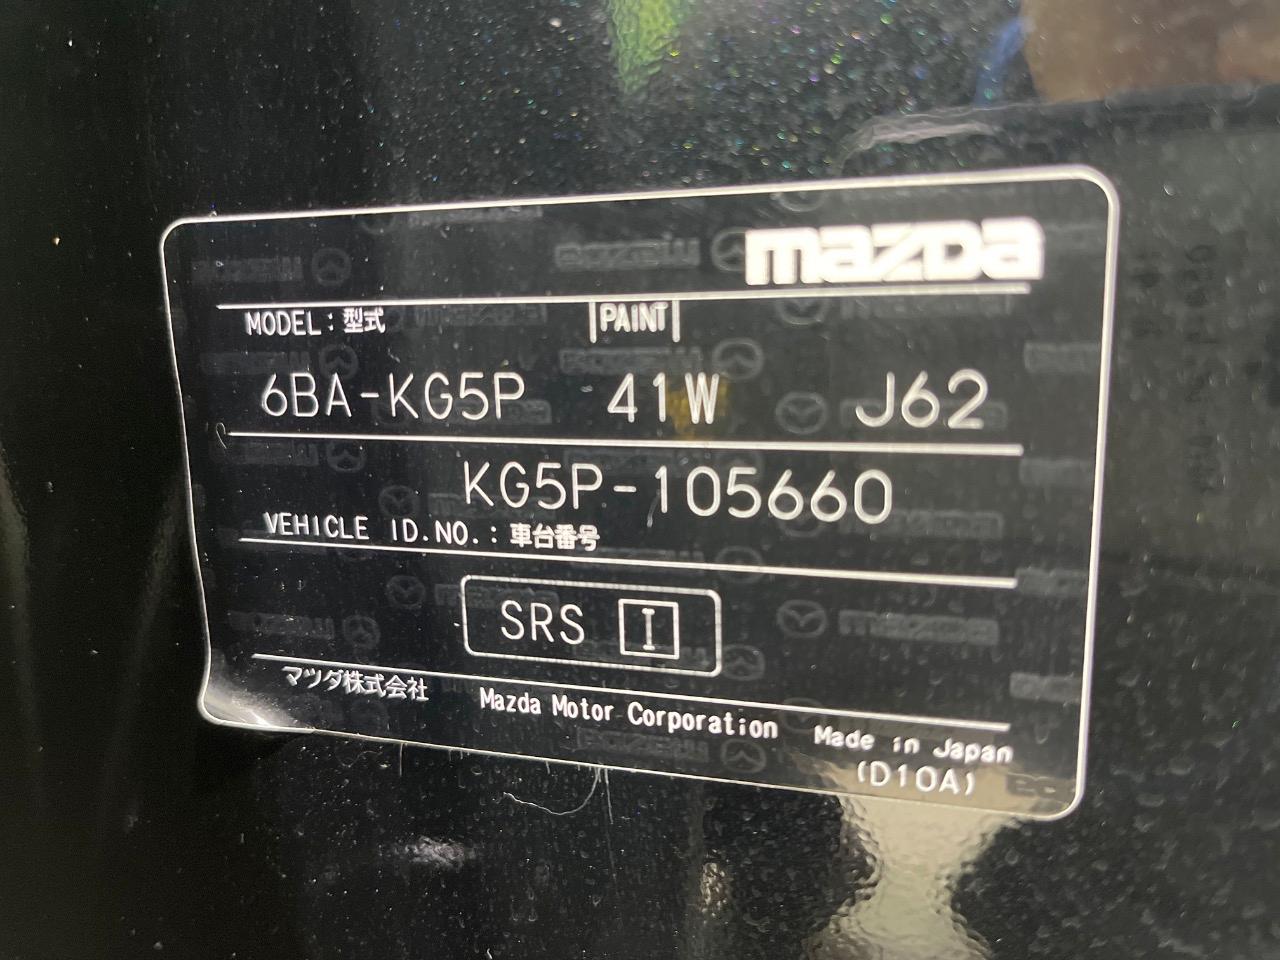 mazda
MODEL : 型式 PAINT
6BA-KG5P 41W J62
KG5P-105660
VEHICLE ID.NO. : 車台番号
SRS I
マツダ株式会社 Mazda Motor Corporation Made in Japan
(D10A)